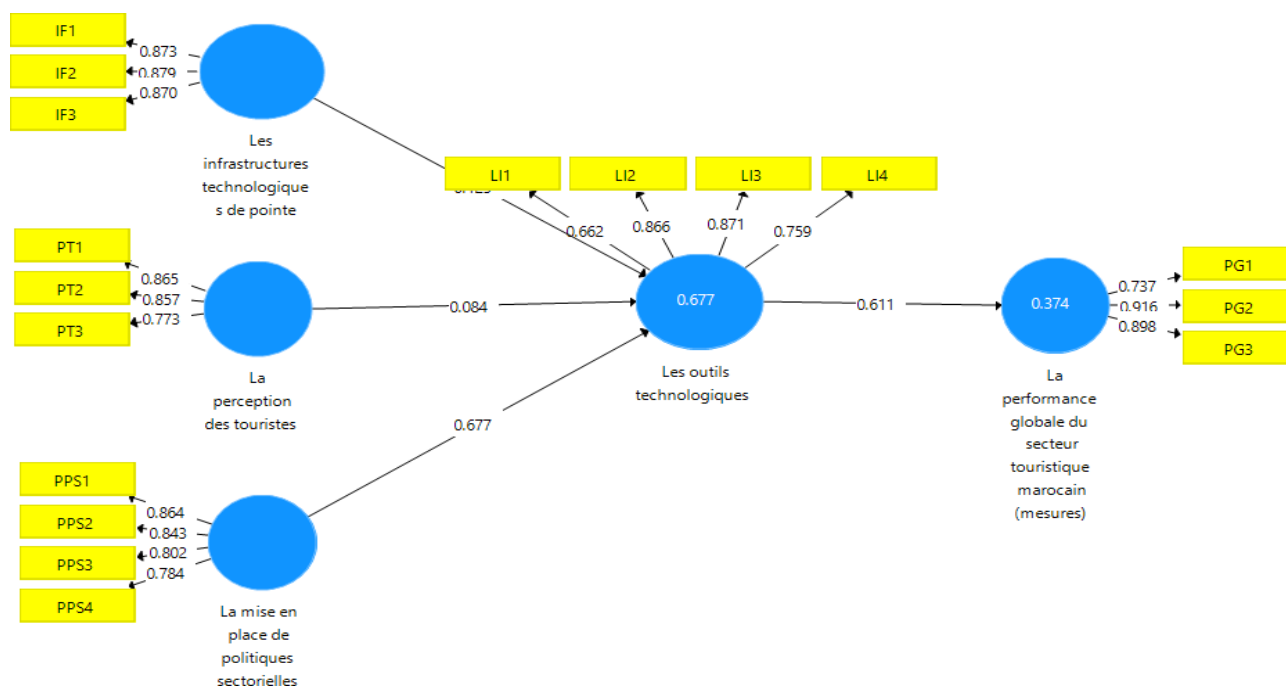 IF1
IF2
IF3
0.873
0.879
0.870
Les
infrastructures
technologique
s de pointe
LI1
LI2
LI3
LI4
0.662
0.866
0.871
0.759
PT1
PT2
PT3
0.865
0.857
0.773
La
perception
des touristes
0.084
0.677
Les outils
technologiques
0.611
0.374
PG1
PG2
PG3
0.737
0.916
0.898
La
performance
globale du
secteur
touristique
marocain
(mesures)
0.677
PPS1
PPS2
PPS3
PPS4
0.864
0.843
0.802
0.784
La mise en
place de
politiques
sectorielles